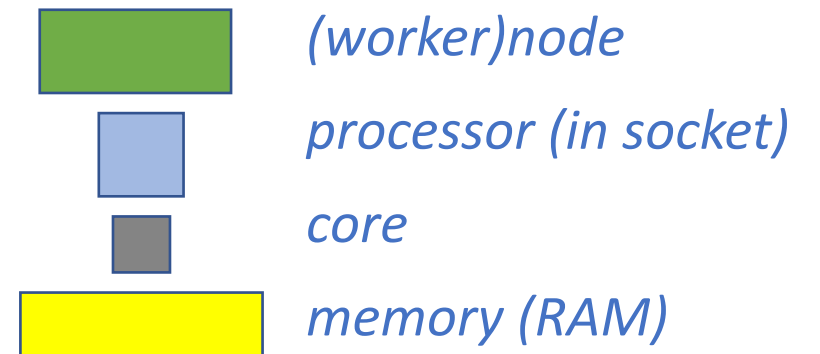 (worker)node
processor (in socket)
core
memory (RAM)